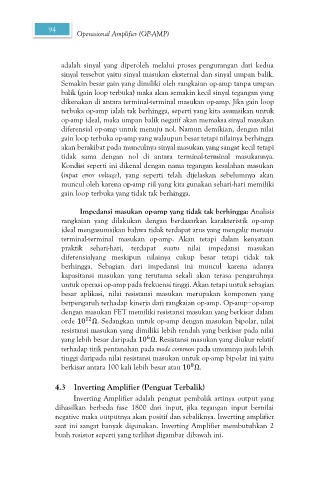 94
Operasional Amplifier (OP-AMP)
adalah sinyal yang diperoleh melalui proses pengurangan dari kedua
sinyal tersebut yaitu sinyal masukan eksternal dan sinyal umpan balik.
Semakin besar gain yang dimiliki oleh rangkaian op-amp tanpa umpan
balik (gain loop terbuka) maka akan semakin kecil sinyal tegangan yang
dikenakan di antara terminal-terminal masukan op-amp. Jika gain loop
terbuka op-amp ialah tak berhingga, seperti yang kita asumsikan untuk
op-amp ideal, maka umpan balik negatif akan memaksa sinyal masukan
diferensial op-amp untuk menuju nol. Namun demikian, dengan nilai
gain loop terbuka op-amp yang walaupun besar tetapi nilainya berhingga
akan berakibat pada munculnya sinyal masukan yang sangat kecil tetapi
tidak sama dengan nol di antara terminal-terminal masukannya.
Kondisi seperti ini dikenal dengan nama tegangan kesalahan masukan
(input error voltage), yang seperti telah dijelaskan sebelumnya akan
muncul oleh karena op-amp riil yang kita gunakan sehari-hari memiliki
gain loop terbuka yang tidak tak berhingga.
Impedansi masukan op-amp yang tidak tak berhingga: Analisis
rangkaian yang dilakukan dengan berdasarkan karakteristik op-amp
ideal mengasumsikan bahwa tidak terdapat arus yang mengalir menuju
terminal-terminal masukan op-amp. Akan tetapi dalam kenyataan
praktik sehari-hari, terdapat suatu nilai impedansi masukan
diferensialyang meskipun nilainya cukup besar tetapi tidak tak
berhingga. Sebagian dari impedansi ini muncul karena adanya
kapasitansi masukan yang terutama sekali akan terasa pengaruhnya
untuk operasi op-amp pada frekuensi tinggi. Akan tetapi untuk sebagian
besar aplikasi, nilai resistansi masukan merupakan komponen yang
berpengaruh terhadap kinerja dari rangkaian op-amp. Op-amp–op-amp
dengan masukan FET memiliki resistansi masukan yang berkisar dalam
orde 10¹²Ω. Sedangkan untuk op-amp dengan masukan bipolar, nilai
resistansi masukan yang dimiliki lebih rendah yang berkisar pada nilai
yang lebih besar daripada 10⁶Ω. Resistansi masukan yang diukur relatif
terhadap titik pentanahan pada mode common pada umumnya jauh lebih
tinggi daripada nilai resistansi masukan untuk op-amp bipolar ini yaitu
berkisar antara 100 kali lebih besar atau 10⁸Ω.
4.3 Inverting Amplifier (Penguat Terbalik)
Inverting Amplifier adalah penguat pembalik artinya output yang
dihasilkan berbeda fase 1800 dari input, jika tegangan input bernilai
negative maka outputnya akan positif dan sebaliknya. Inverting amplifier
saat ini sangat banyak digunakan. Inverting Amplifier membutuhkan 2
buah resistor seperti yang terlihat digambar dibawah ini.